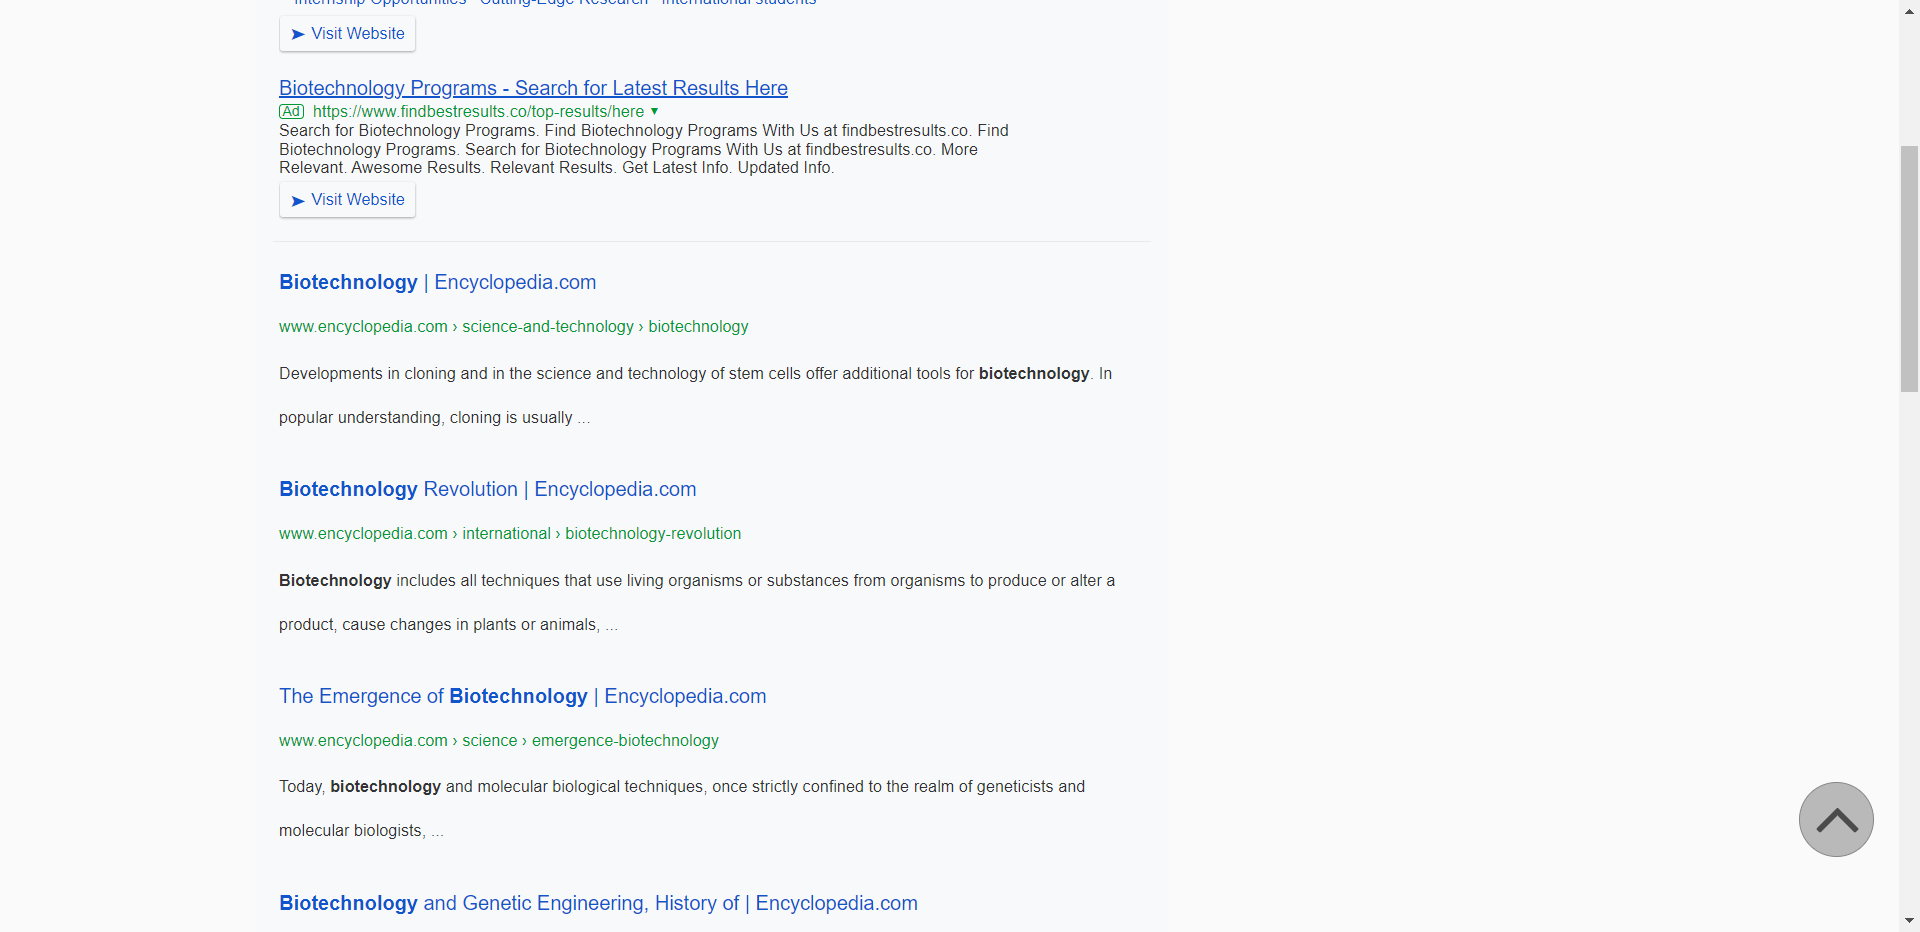 Internship Opportunities · Cutting-Edge Research · International students
➤ Visit Website
Biotechnology Programs - Search for Latest Results Here
Ad https://www.findbestresults.co/top-results/here ▼
Search for Biotechnology Programs. Find Biotechnology Programs With Us at findbestresults.co. Find
Biotechnology Programs. Search for Biotechnology Programs With Us at findbestresults.co. More
Relevant. Awesome Results. Relevant Results. Get Latest Info. Updated Info.
➤ Visit Website
Biotechnology | Encyclopedia.com
www.encyclopedia.com › science-and-technology › biotechnology
Developments in cloning and in the science and technology of stem cells offer additional tools for biotechnology. In
popular understanding, cloning is usually ...
Biotechnology Revolution | Encyclopedia.com
www.encyclopedia.com › international › biotechnology-revolution
Biotechnology includes all techniques that use living organisms or substances from organisms to produce or alter a
product, cause changes in plants or animals, ...
The Emergence of Biotechnology | Encyclopedia.com
www.encyclopedia.com › science › emergence-biotechnology
Today, biotechnology and molecular biological techniques, once strictly confined to the realm of geneticists and
molecular biologists, ...
Biotechnology and Genetic Engineering, History of | Encyclopedia.com